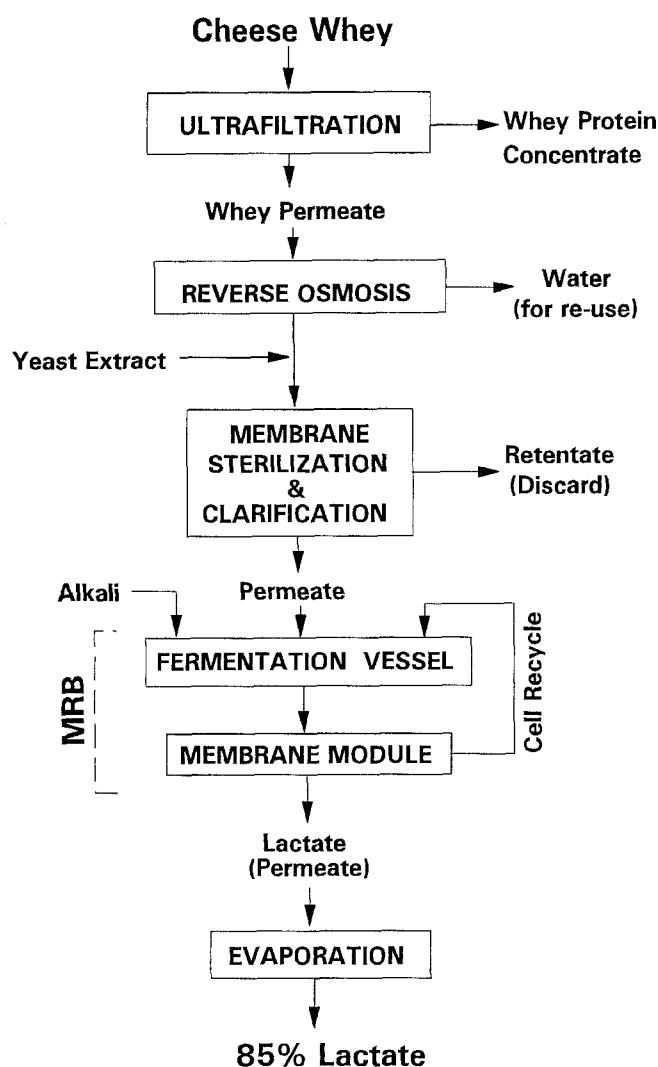 Cheese Whey
ULTRAFILTRATION
Whey Protein
Concentrate
Whey Permeate
REVERSE OSMOSIS
Water
(for re-use)
Yeast Extract
MEMBRANE
STERILIZATION
&
CLARIFICATION
Retentate
(Discard)
Alkali
Permeate
FERMENTATION VESSEL
MRB
Cell Recycle
MEMBRANE MODULE
Lactate
(Permeate)
EVAPORATION
85% Lactate